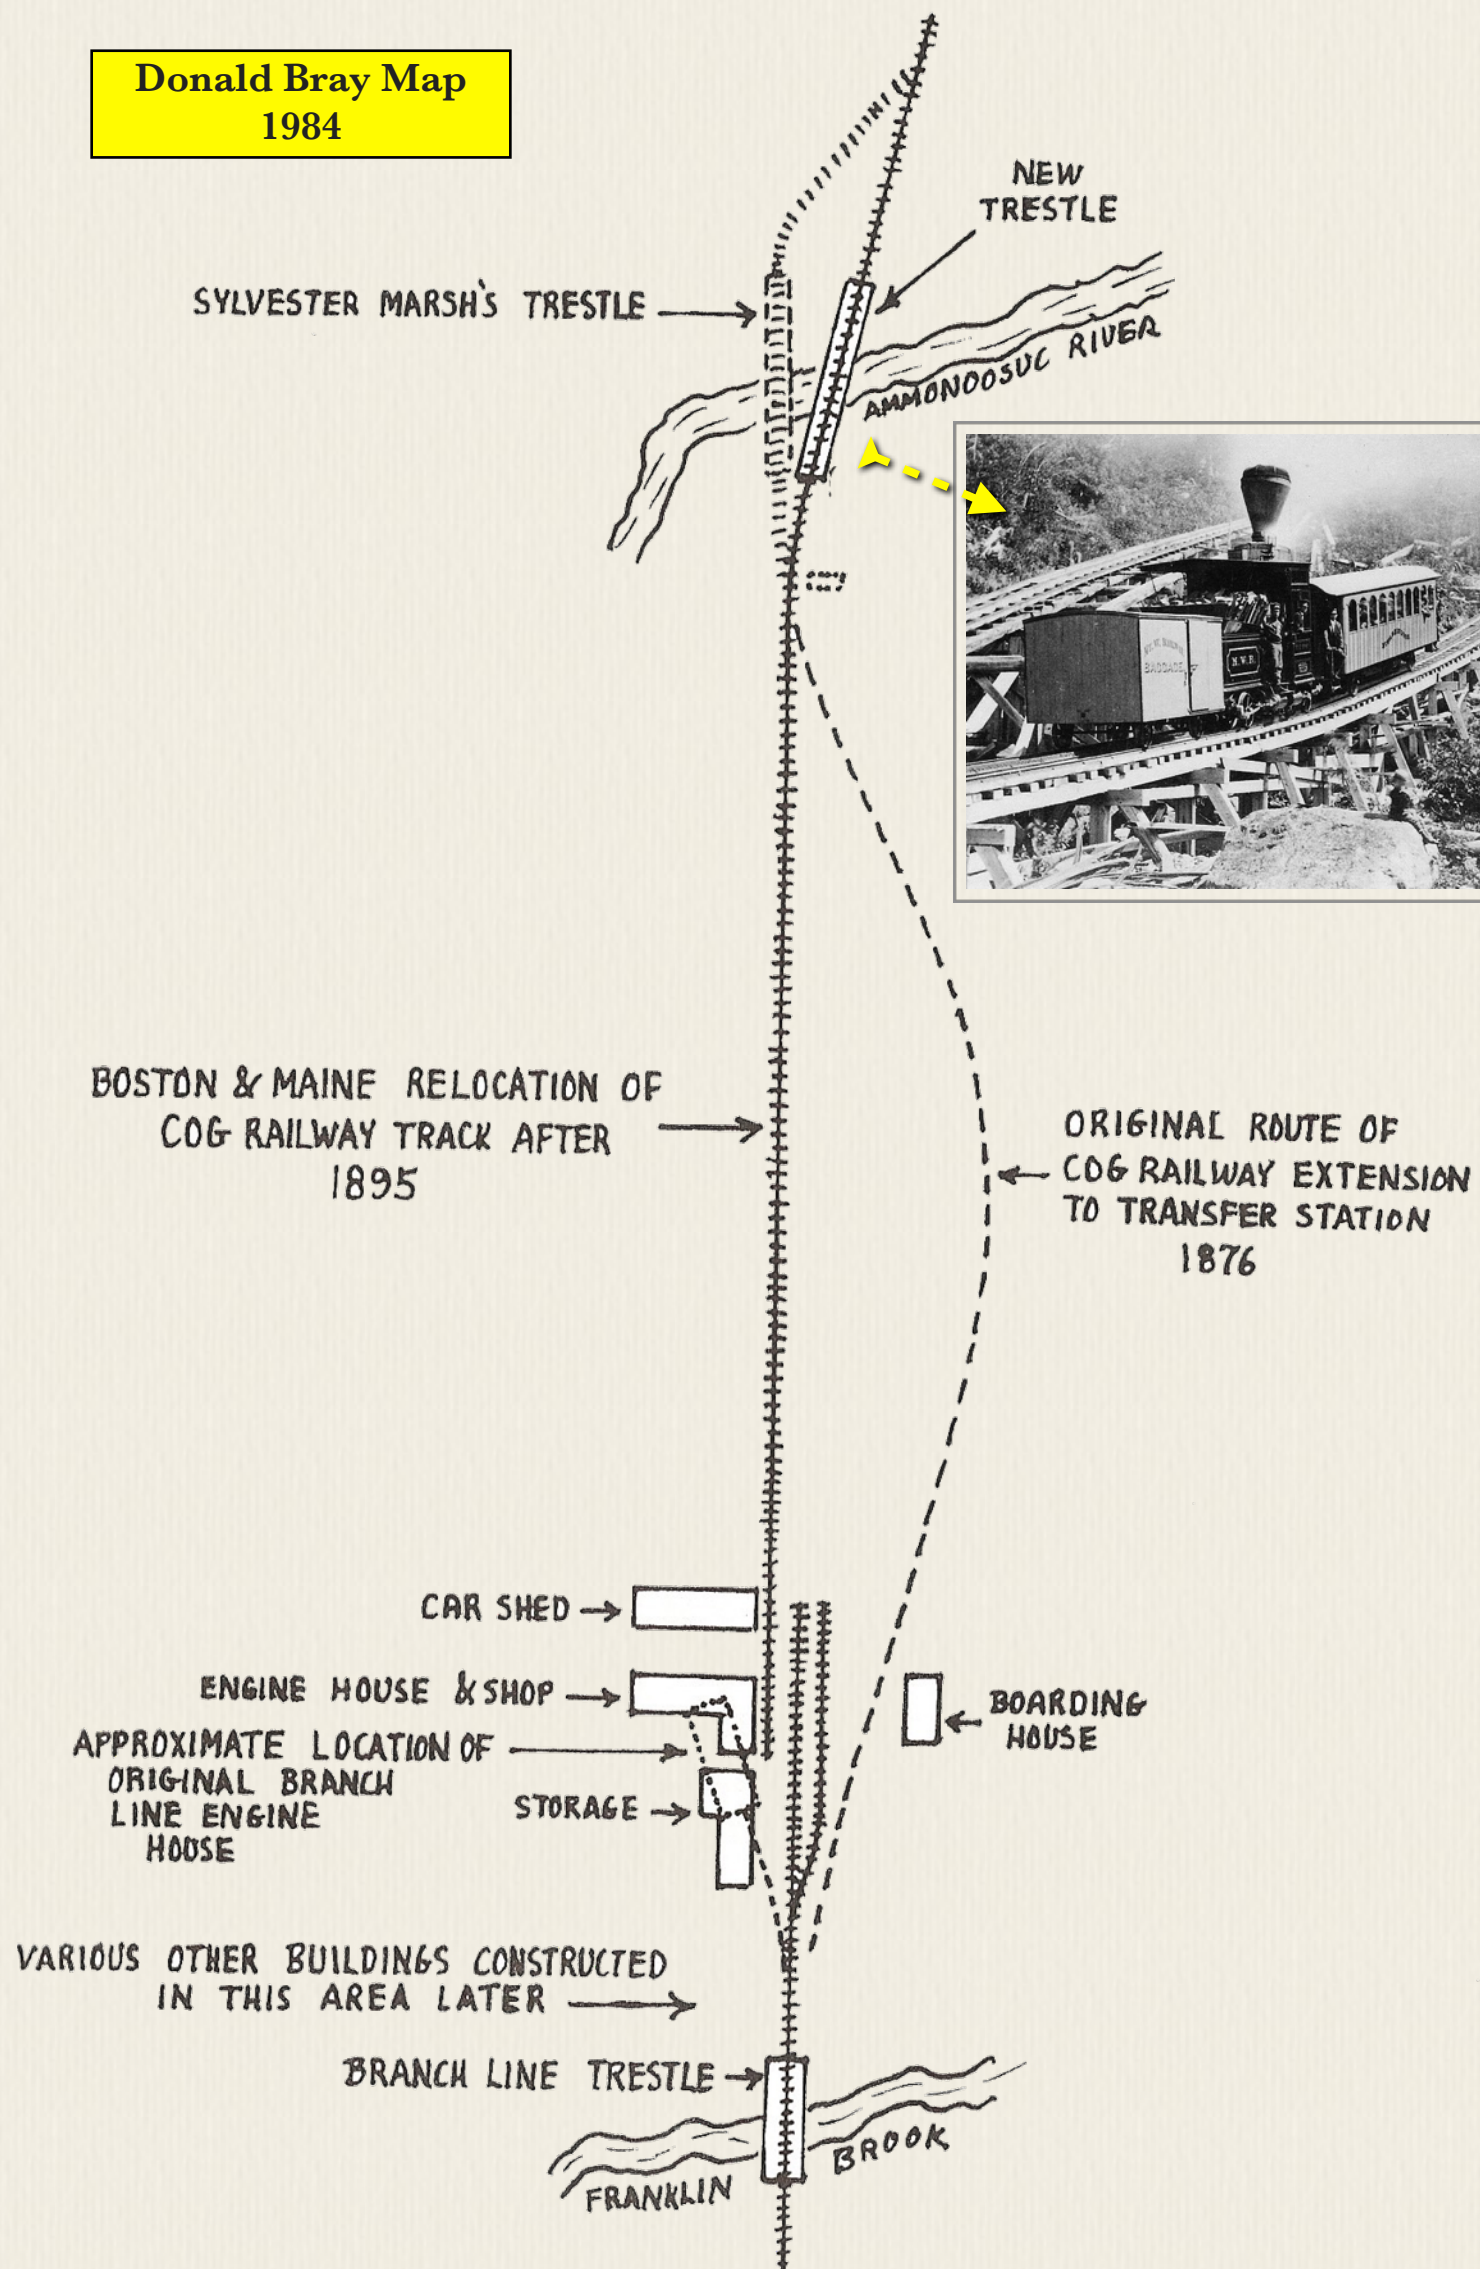 Donald Bray Map
1984
NEW
TRESTLE
SYLVESTER MARSH'S TRESTLE
AMMONOOSUC RIVER
BAGGAGE
BOSTON & MAINE RELOCATION OF
COG RAILWAY TRACK AFTER
1895
ORIGINAL ROUTE OF
COG RAILWAY EXTENSION
TO TRANSFER STATION
1876
CAR SHED
ENGINE HOUSE & SHOP
BOARDING
HOUSE
APPROXIMATE LOCATION OF
ORIGINAL BRANCH
LINE ENGINE
HOUSE
STORAGE
VARIOUS OTHER BUILDINGS CONSTRUCTED
IN THIS AREA LATER
BRANCH LINE TRESTLE
FRANKLIN BROOK